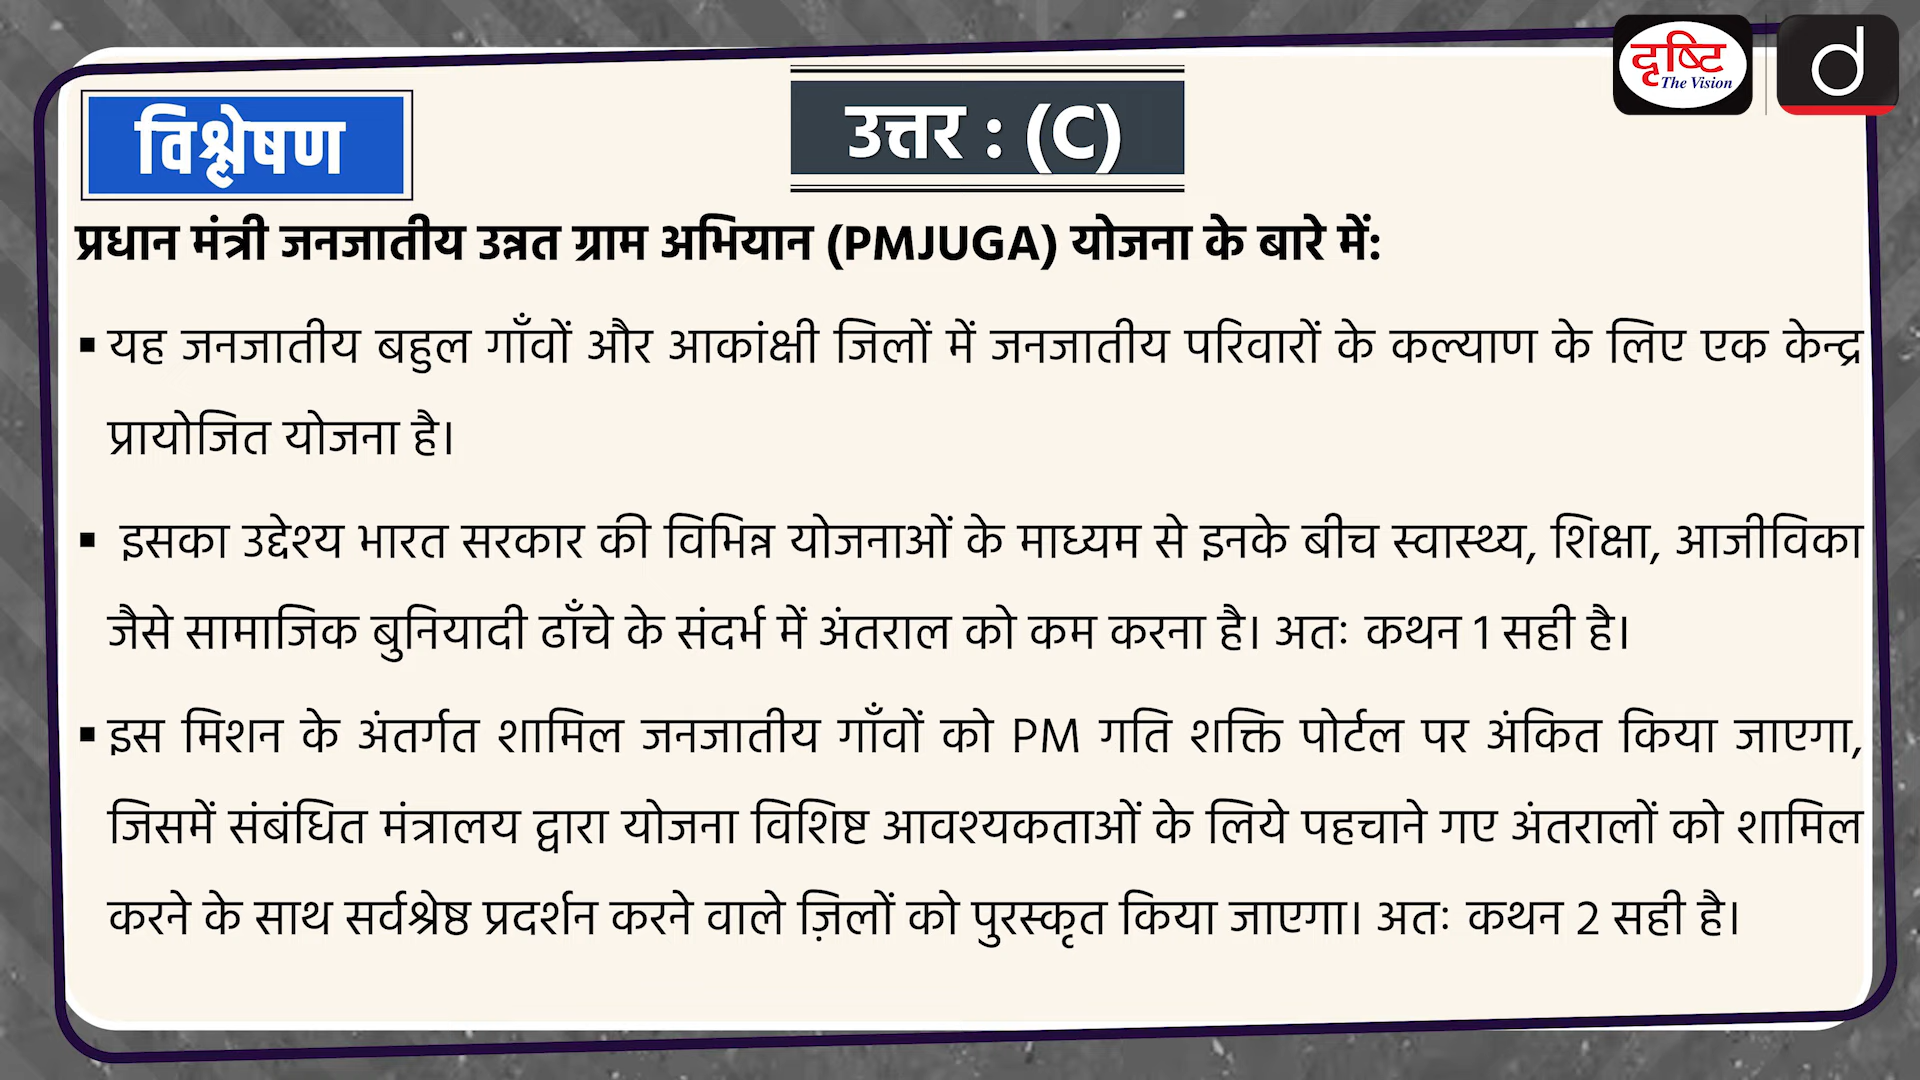 दृष्टि
The Vision
d
विश्लेषण
उत्तर : (C)
प्रधान मंत्री जनजातीय उन्नत ग्राम अभियान (PMJUGA) योजना के बारे में:
▪ यह जनजातीय बहुल गाँवों और आकांक्षी जिलों में जनजातीय परिवारों के कल्याण के लिए एक केन्द्र
प्रायोजित योजना है।
▪ इसका उद्देश्य भारत सरकार की विभिन्न योजनाओं के माध्यम से इनके बीच स्वास्थ्य, शिक्षा, आजीविका
जैसे सामाजिक बुनियादी ढाँचे के संदर्भ में अंतराल को कम करना है। अतः कथन 1 सही है।
▪ इस मिशन के अंतर्गत शामिल जनजातीय गाँवों को PM गति शक्ति पोर्टल पर अंकित किया जाएगा,
जिसमें संबंधित मंत्रालय द्वारा योजना विशिष्ट आवश्यकताओं के लिये पहचाने गए अंतरालों को शामिल
करने के साथ सर्वश्रेष्ठ प्रदर्शन करने वाले ज़िलों को पुरस्कृत किया जाएगा। अतः कथन 2 सही है।